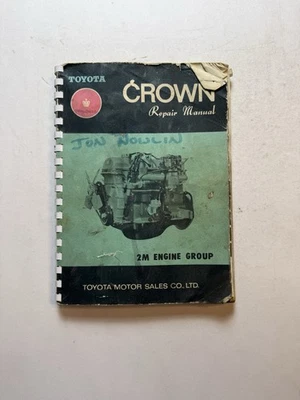 TOYOTA
CROWN
Repair Manual
JON NOWLIN
2M ENGINE GROUP
TOYOTA MOTOR SALES CO., LTD.